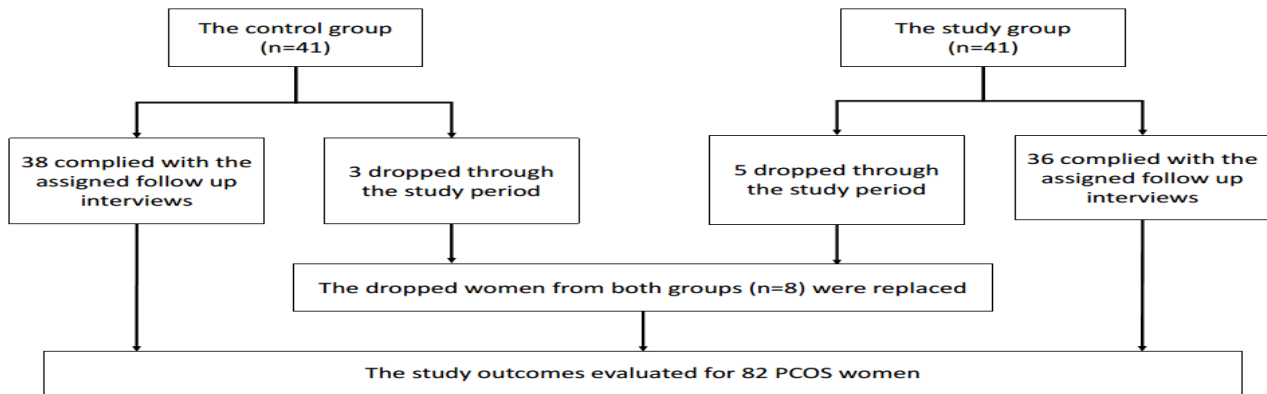 The control group
(n=41)
The study group
(n=41)
38 complied with the
assigned follow up
interviews
3 dropped through
the study period
5 dropped through
the study period
36 complied with the
assigned follow up
interviews
The dropped women from both groups (n=8) were replaced
The study outcomes evaluated for 82 PCOS women